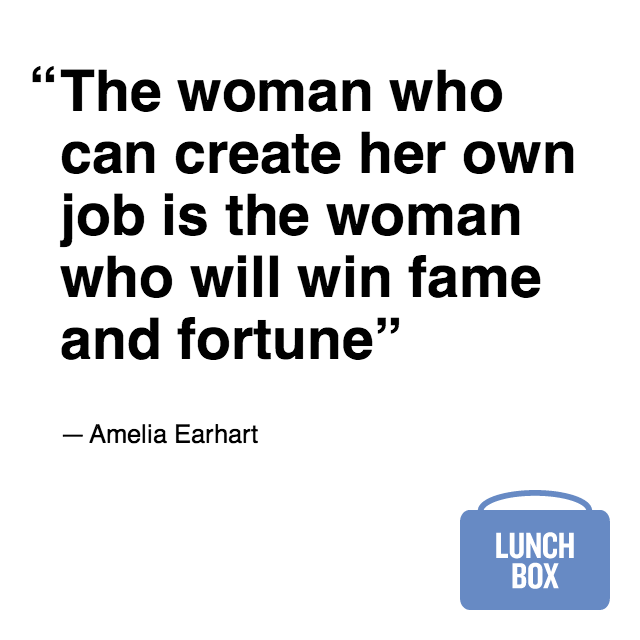 “The woman who
can create her own
job is the woman
who will win fame
and fortune”
— Amelia Earhart
LUNCH
BOX